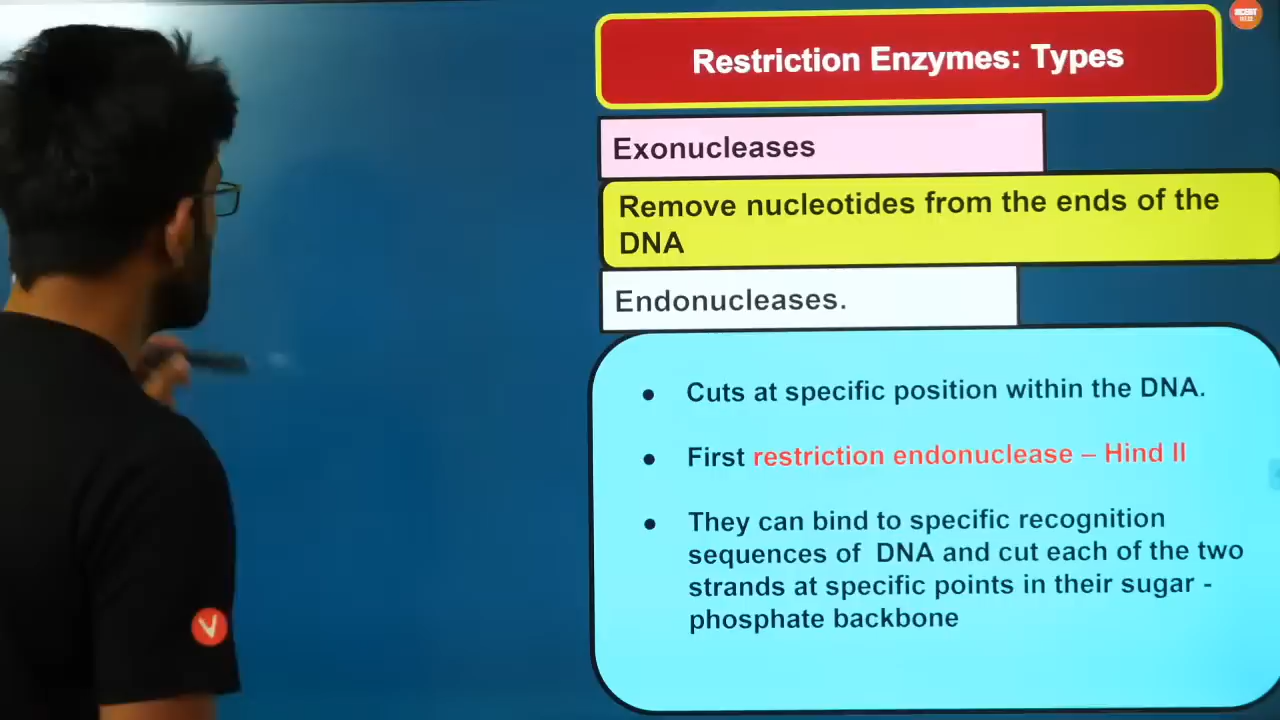 Restriction Enzymes: Types
Exonucleases
Remove nucleotides from the ends of the
DNA
Endonucleases.
● Cuts at specific position within the DNA.
● First restriction endonuclease – Hind II
● They can bind to specific recognition
sequences of DNA and cut each of the two
strands at specific points in their sugar -
phosphate backbone
V